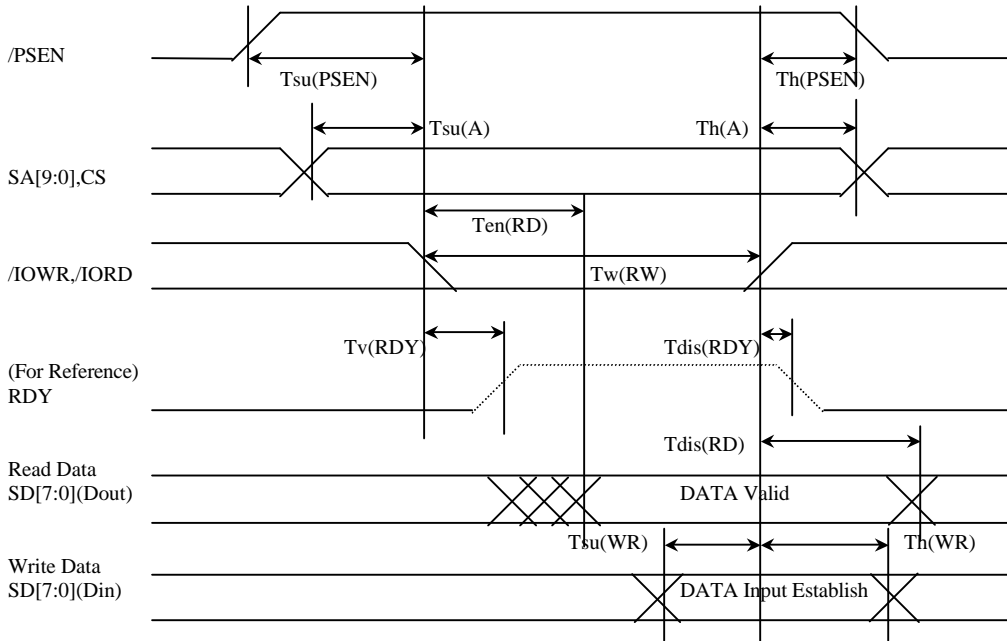 /PSEN
Tsu(PSEN)
Th(PSEN)
Tsu(A)
Th(A)
SA[9:0],CS
Ten(RD)
/IOWR,/IORD
Tw(RW)
Tv(RDY)
Tdis(RDY)
(For Reference)
RDY
Tdis(RD)
Read Data
SD[7:0](Dout)
DATA Valid
Tsu(WR)
Th(WR)
Write Data
SD[7:0](Din)
DATA Input Establish